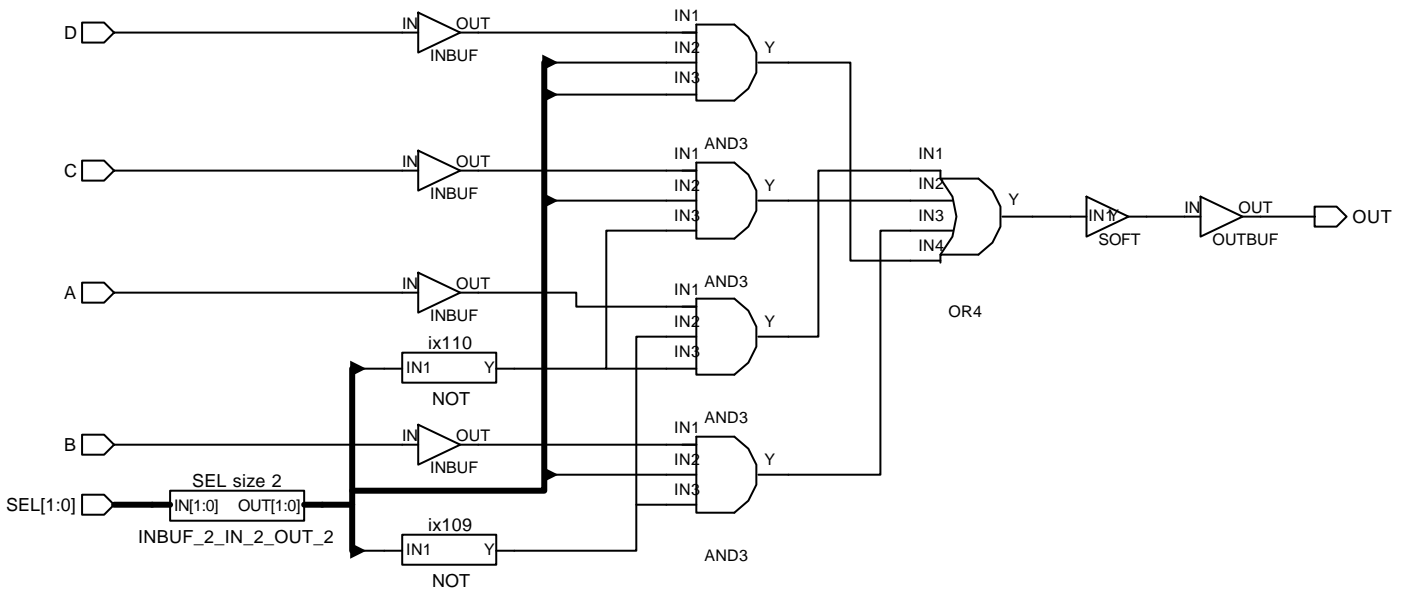 D
IN
OUT
INBUF
IN1
IN2
IN3
Y
AND3
C
IN
OUT
INBUF
IN1
IN2
IN3
Y
AND3
IN1
IN2
IN3
IN4
Y
OR4
IN1
Y
SOFT
IN
OUT
OUTBUF
OUT
A
IN
OUT
INBUF
IN1
IN2
IN3
Y
AND3
ix110
IN1
Y
NOT
B
IN
OUT
INBUF
IN1
IN2
IN3
Y
AND3
SEL size 2
SEL[1:0]
IN[1:0]
OUT[1:0]
INBUF_2_IN_2_OUT_2
ix109
IN1
Y
NOT